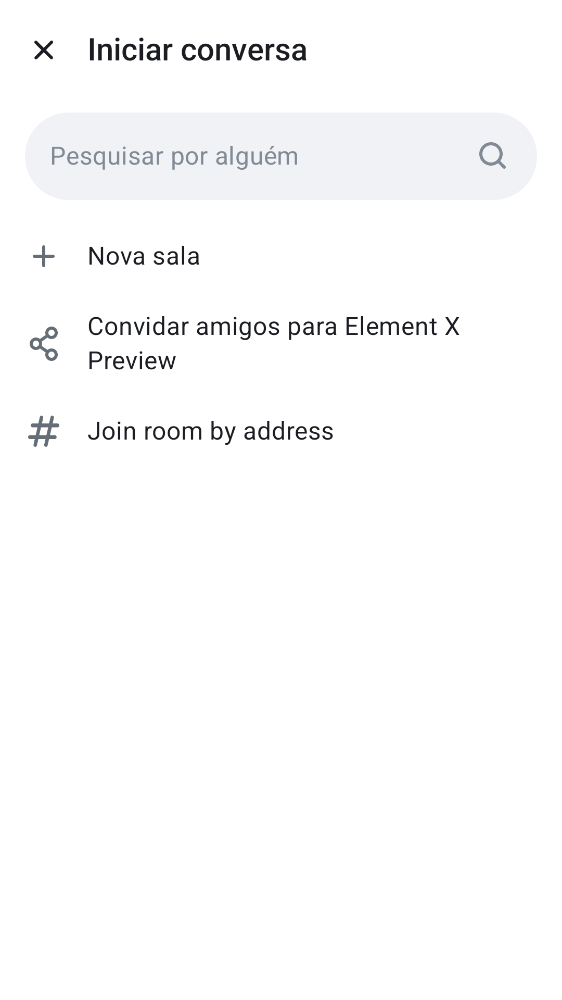 Iniciar conversa
Pesquisar por alguém
Nova sala
Convidar amigos para Element X
Preview
Join room by address